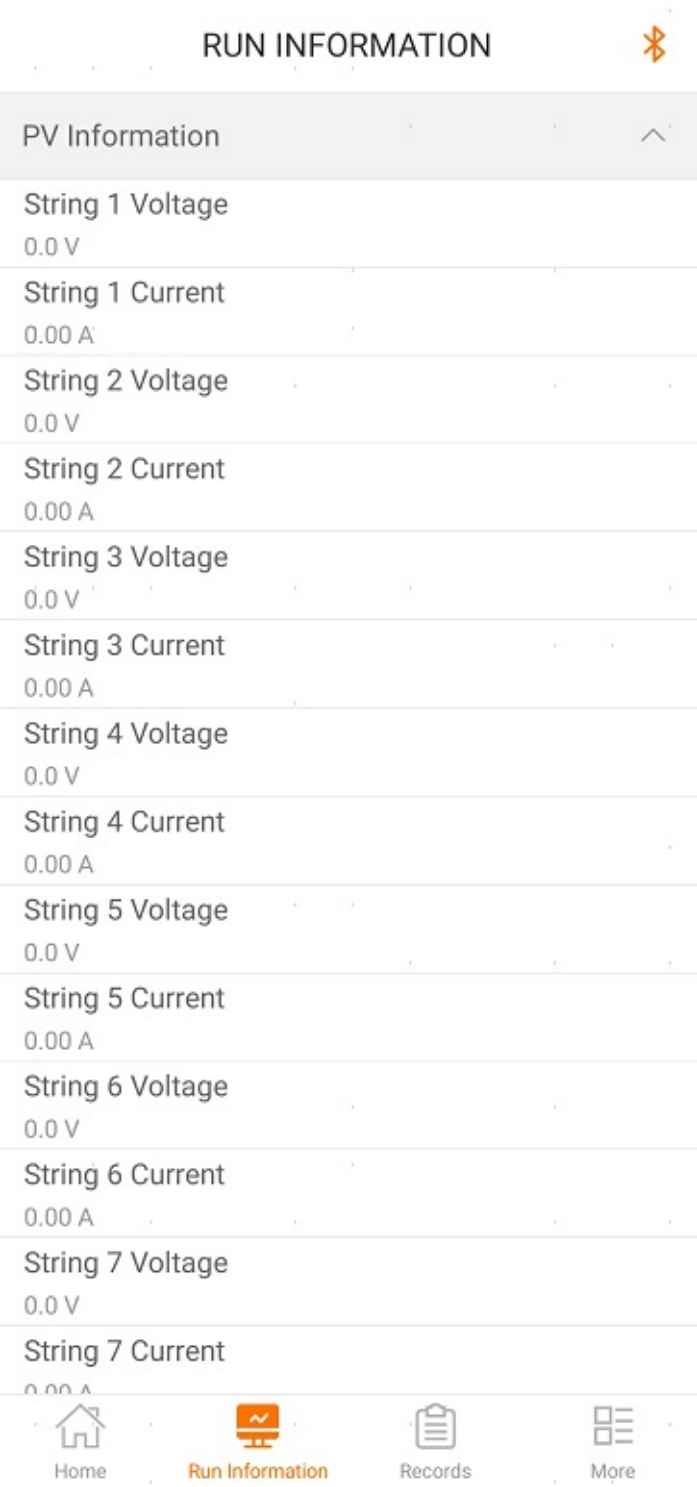 RUN INFORMATION
PV Information
String 1 Voltage
0.0 V
String 1 Current
0.00 A
String 2 Voltage
0.0 V
String 2 Current
0.00 A
String 3 Voltage
0.0 V
String 3 Current
0.00 A
String 4 Voltage
0.0 V
String 4 Current
0.00 A
String 5 Voltage
0.0 V
String 5 Current
0.00 A
String 6 Voltage
0.0 V
String 6 Current
0.00 A
String 7 Voltage
0.0 V
String 7 Current
0.00 A
Home Run Information Records More